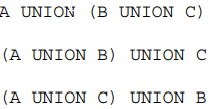 A UNION (B UNION C)
(A UNION B) UNION C
(A UNION C) UNION B